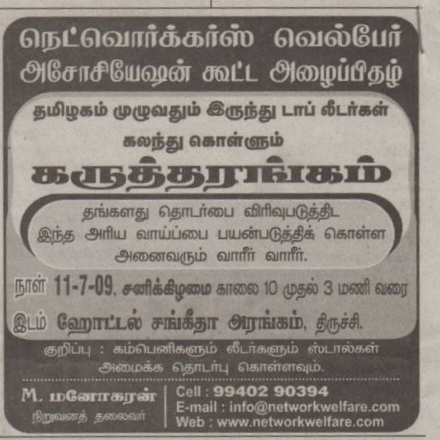 நெட்வொர்க்கர்ஸ் வெல்பேர்
அசோசியேஷன் கூட்ட அழைப்பிதழ்
தமிழகம் முழுவதும் இருந்து டாப் லீடர்கள்
கலந்து கொள்ளும்
கருத்தரங்கம்
தங்களது தொடர்பை விரிவுபடுத்திட
இந்த அரிய வாய்ப்பை பயன்படுத்திக் கொள்ள
அனைவரும் வாரீர் வாரீர்.
நாள் 11-7-09, சனிக்கிழமை காலை 10 முதல் 3 மணி வரை
இடம் ஹோட்டல் சங்கீதா அரங்கம், திருச்சி.
குறிப்பு : கம்பெனிகளும் லீடர்களும் ஸ்டால்கள்
அமைக்க தொடர்பு கொள்ளவும்.
M. மனோகரன்
நிறுவனத் தலைவர்
Cell : 99402 90394
E-mail : info@networkwelfare.com
Web : www.networkwelfare.com